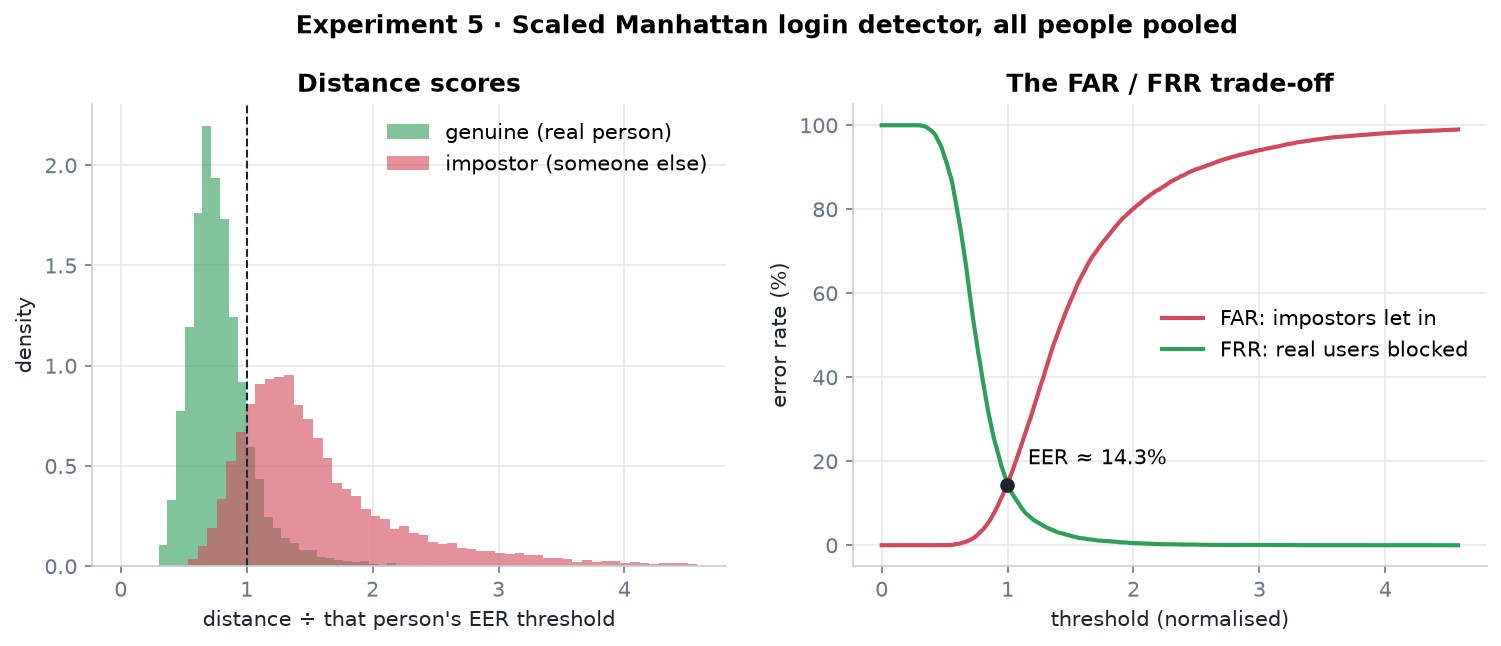 Experiment 5 · Scaled Manhattan login detector, all people pooled
Distance scores
density
2.0
1.5
1.0
0.5
0.0
0
1
2
3
4
distance ÷ that person's EER threshold
genuine (real person)
impostor (someone else)
The FAR / FRR trade-off
error rate (%)
100
80
60
40
20
0
0
1
2
3
4
threshold (normalised)
FAR: impostors let in
FRR: real users blocked
EER ≈ 14.3%